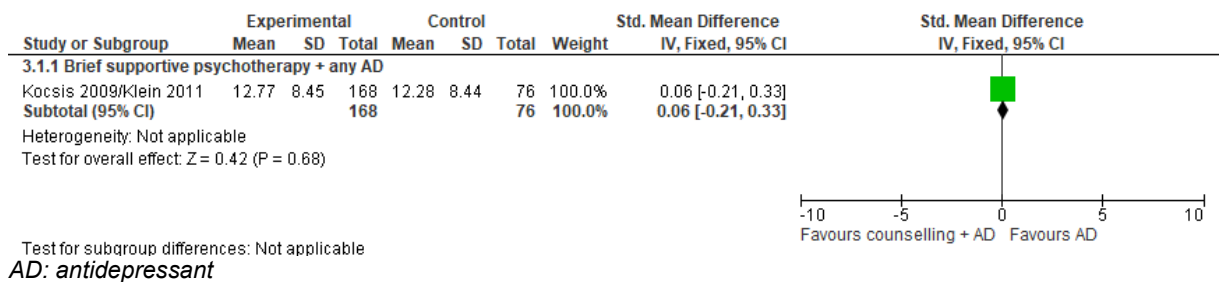 Experimental Control Std. Mean Difference Std. Mean Difference
Study or Subgroup Mean SD Total Mean SD Total Weight IV, Fixed, 95% CI IV, Fixed, 95% CI
3.1.1 Brief supportive psychotherapy + any AD
Kocsis 2009/Klein 2011 12.77 8.45 168 12.28 8.44 76 100.0% 0.06 [-0.21, 0.33]
Subtotal (95% CI) 168 76 100.0% 0.06 [-0.21, 0.33]
Heterogeneity: Not applicable
Test for overall effect: Z = 0.42 (P = 0.68)
-10 -5 0 5 10
Favours counselling + AD Favours AD
Test for subgroup differences: Not applicable
AD: antidepressant